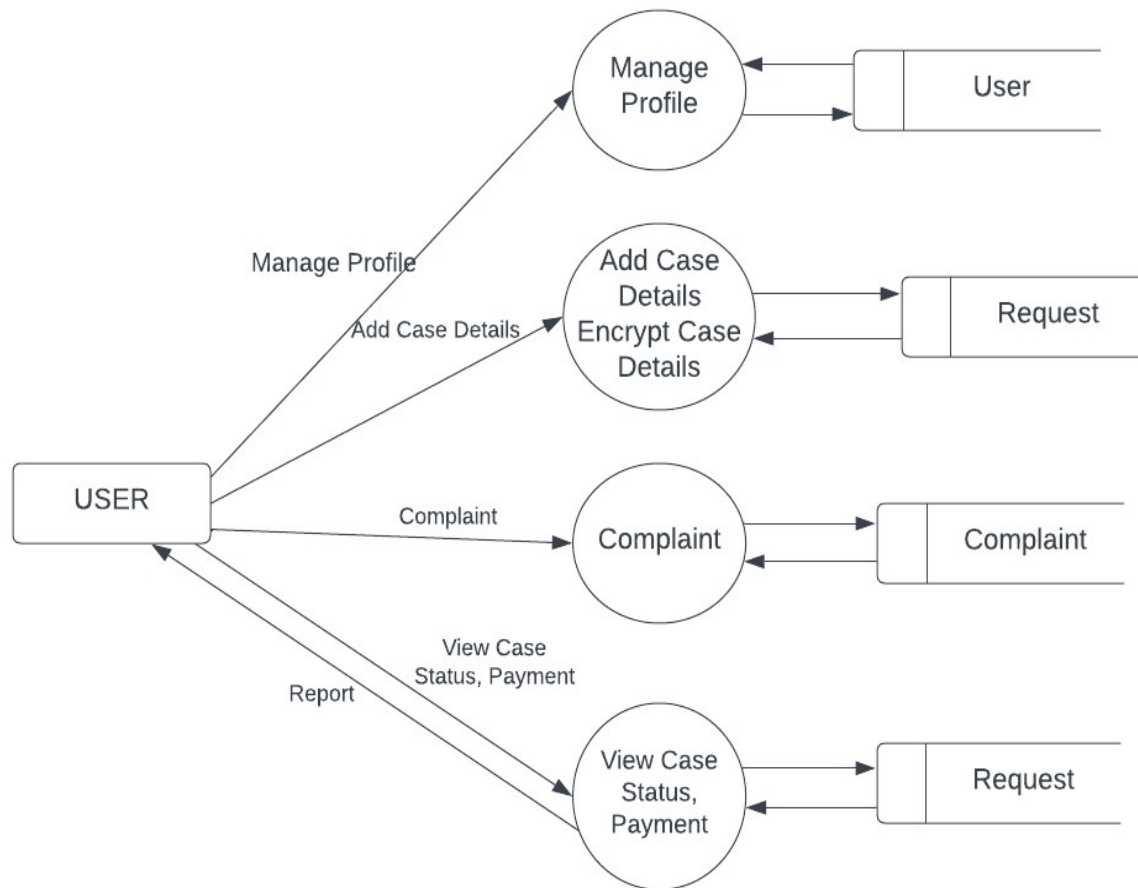 Manage
Profile
User
Manage Profile
Add Case
Details
Encrypt Case
Details
Request
Add Case Details
USER
Complaint
Complaint
Complaint
View Case
Status, Payment
Report
View Case
Status,
Payment
Request